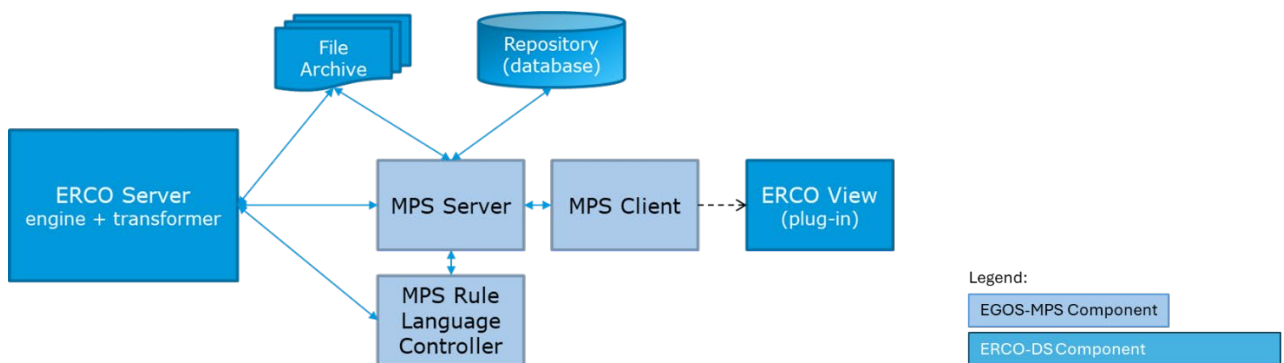 File
Archive
Repository
(database)
ERCO Server
engine + transformer
MPS Server
MPS Client
ERCO View
(plug-in)
MPS Rule
Language
Controller
Legend:
EGOS-MPS Component
ERCO-DS Component